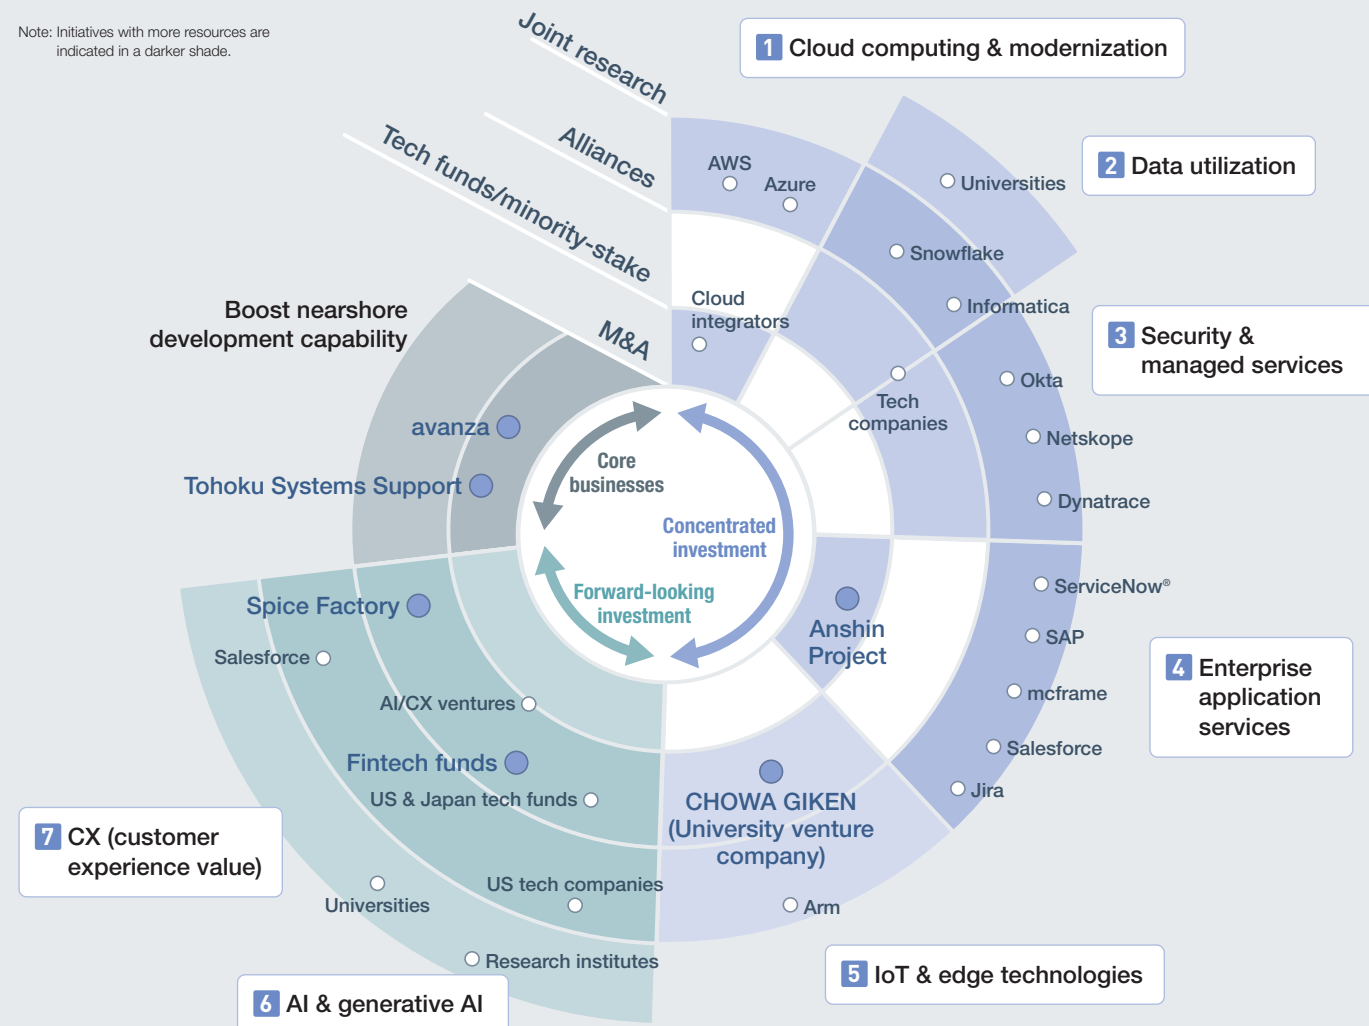 Note: Initiatives with more resources are
indicated in a darker shade.
Joint research
Alliances
Tech funds/minority-stake
M&A
1 Cloud computing & modernization
AWS
Azure
Cloud
integrators
2 Data utilization
Universities
Snowflake
Informatica
Tech
companies
3 Security &
managed services
Okta
Netskope
Dynatrace
4 Enterprise
application
services
ServiceNow®
SAP
mcframe
Salesforce
Jira
Anshin
Project
5 IoT & edge technologies
CHOWA GIKEN
(University venture
company)
Arm
6 AI & generative AI
7 CX (customer
experience value)
Spice Factory
Salesforce
AI/CX ventures
Fintech funds
US & Japan tech funds
US tech companies
Universities
Research institutes
Boost nearshore
development capability
avanza
Tohoku Systems Support
Core
businesses
Concentrated
investment
Forward-looking
investment